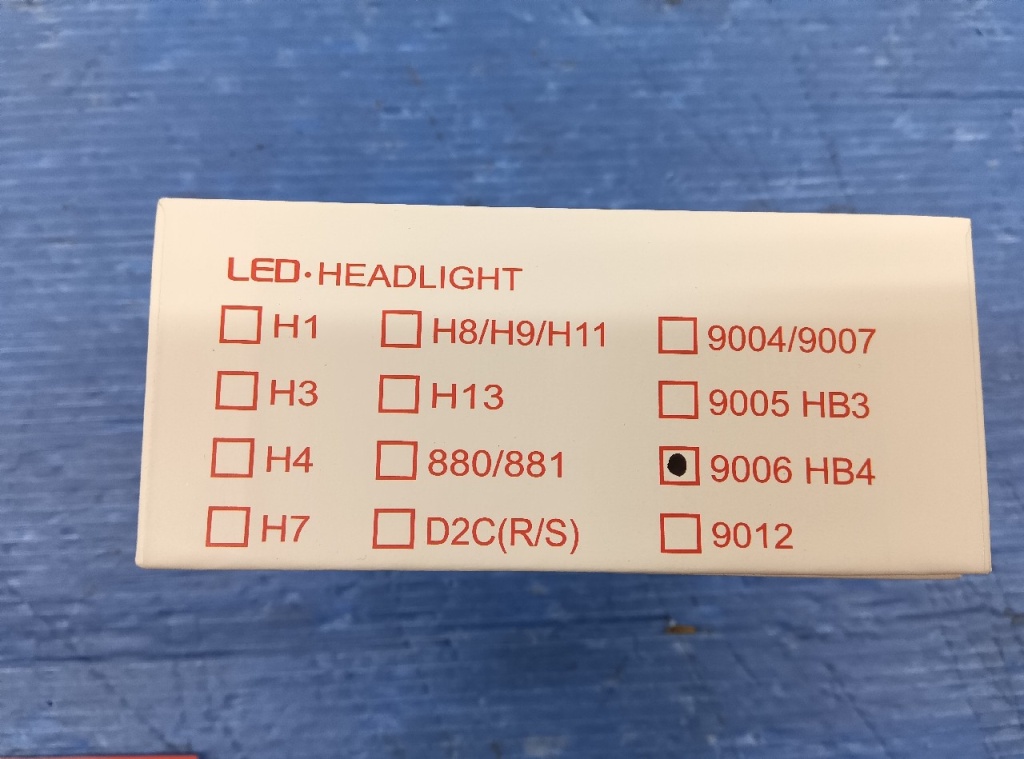 LED·HEADLIGHT
H1 H8/H9/H11 9004/9007
H3 H13 9005 HB3
H4 880/881 9006 HB4
H7 D2C(R/S) 9012